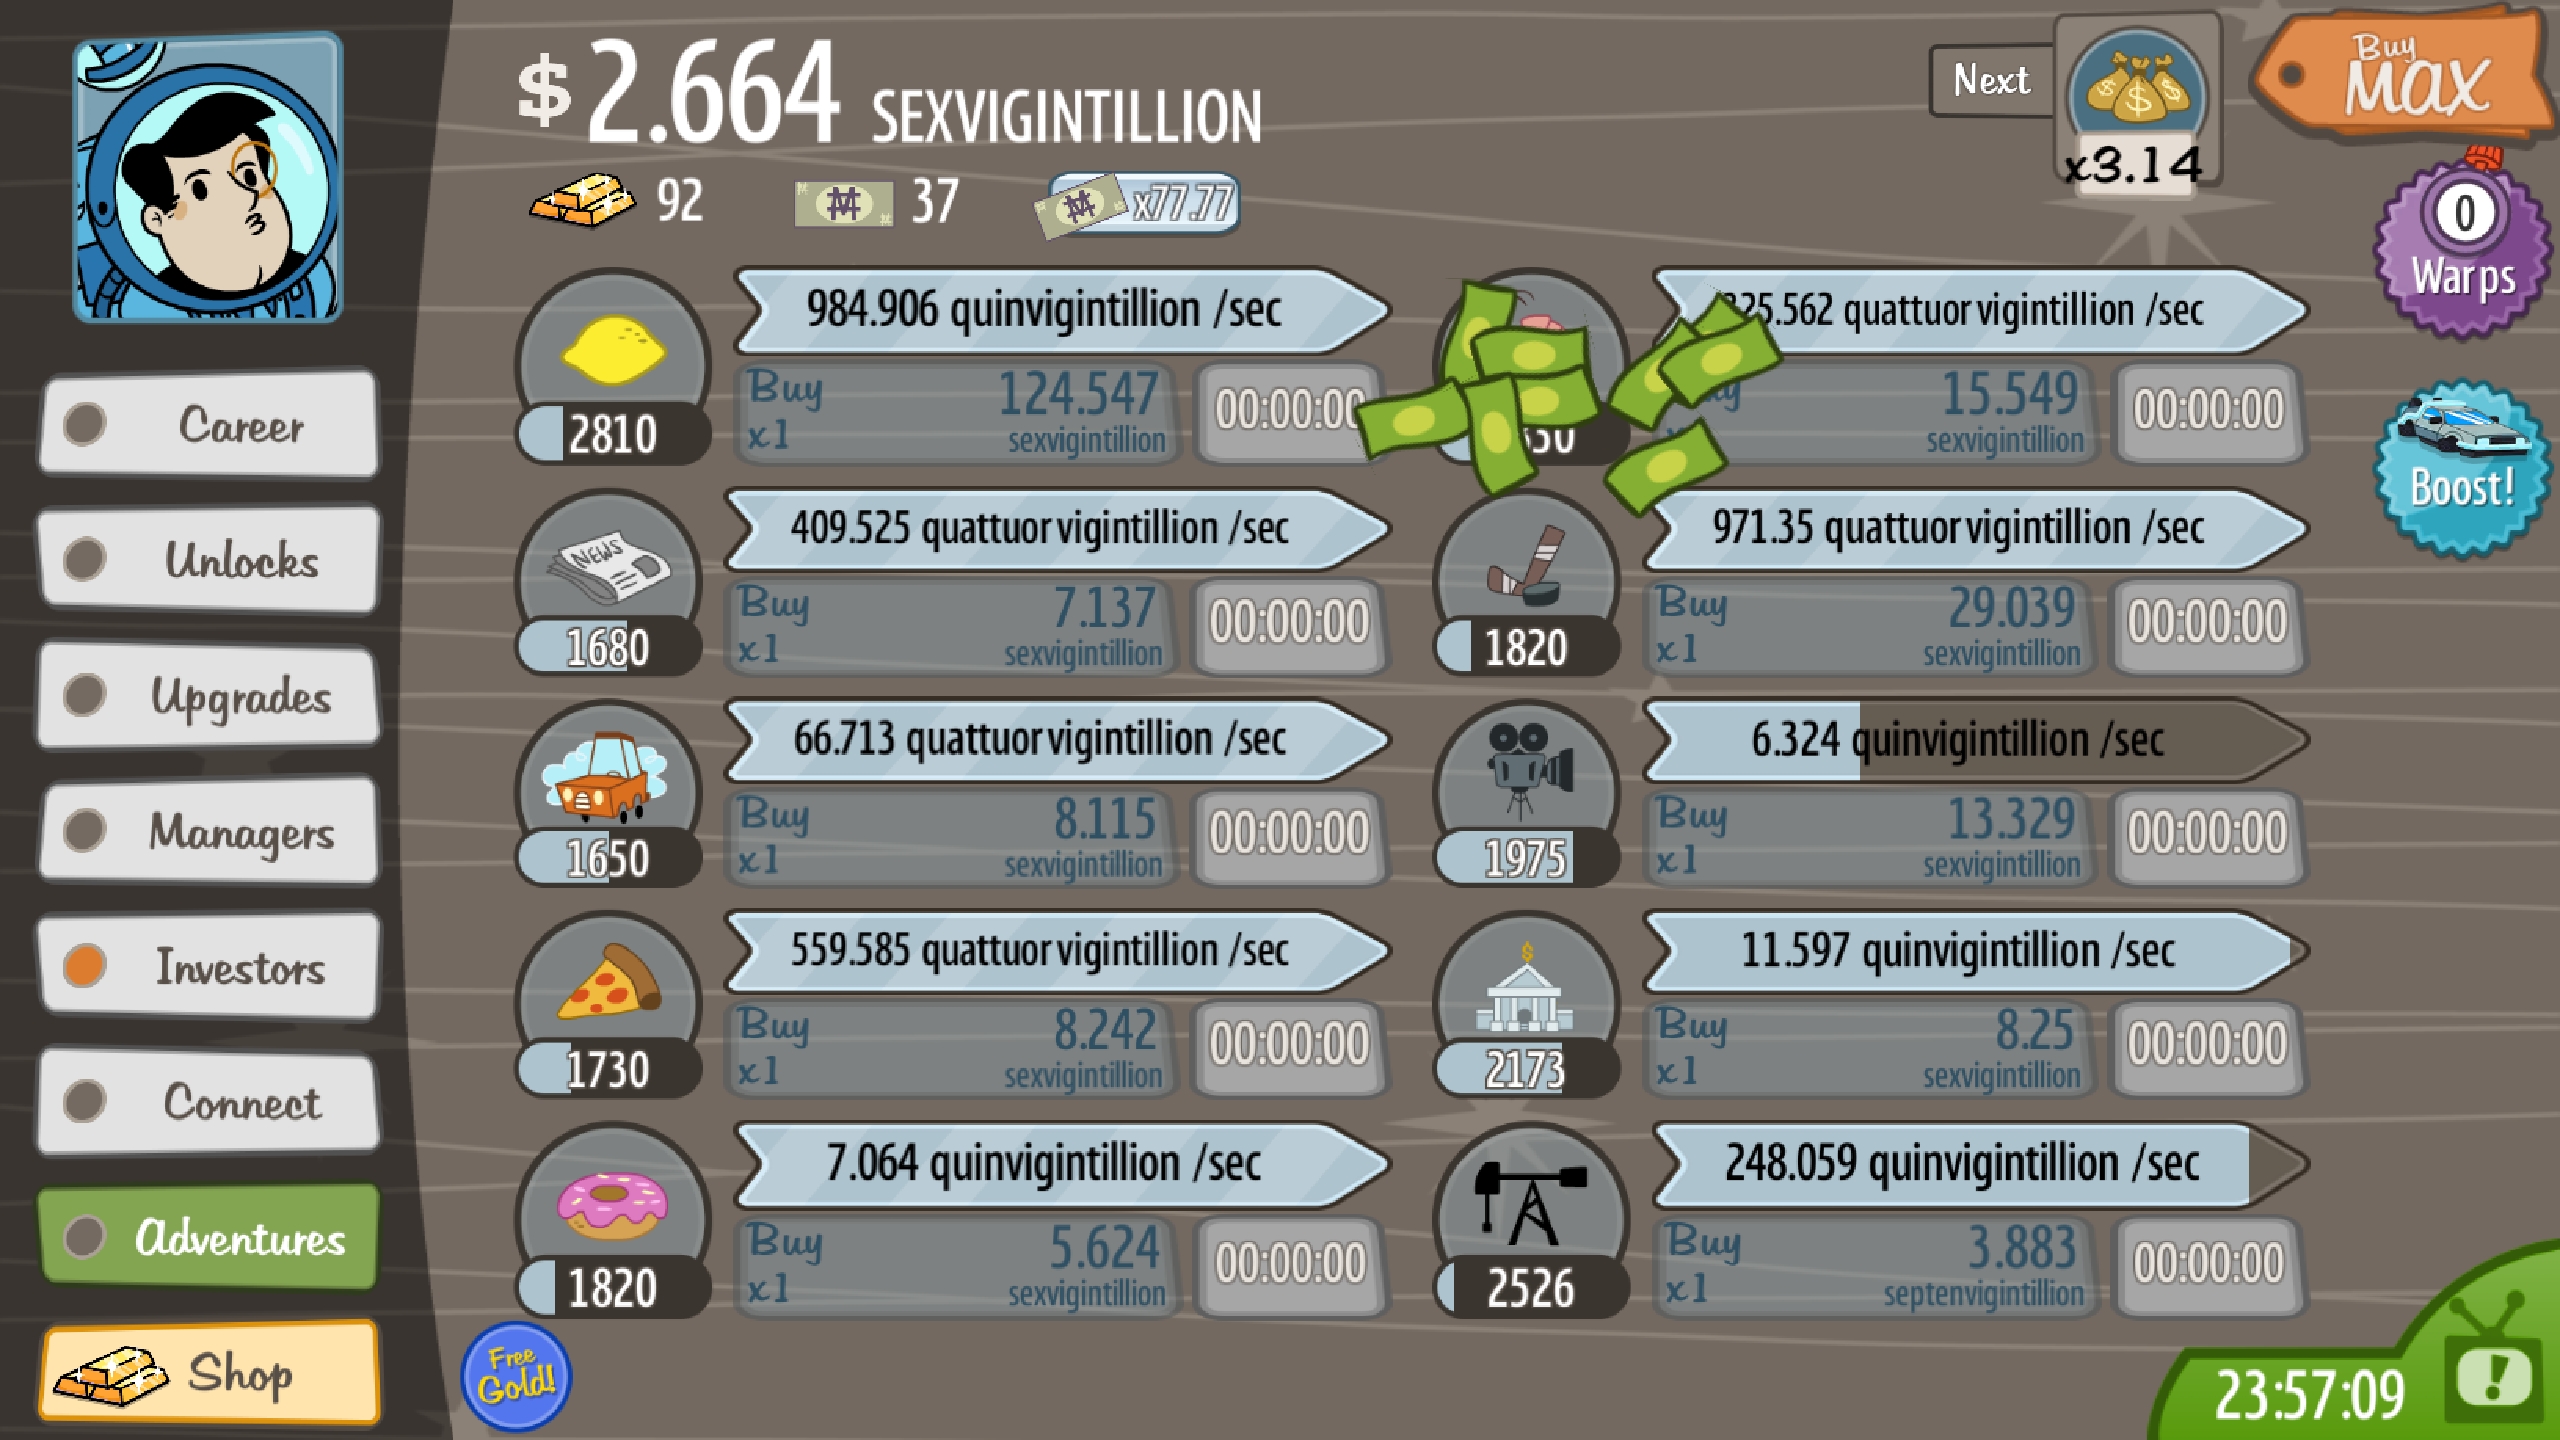 $2.664 SEXVIGINTILLION
Next
x3.14
Buy
MAX
92
37
x77.77
0
Warps
Boost!
Career
Unlocks
Upgrades
Managers
Investors
Connect
Adventures
Shop
984.906 quinvigintillion /sec
2810
Buy
x1
124.547
sexvigintillion
00:00:00
25.562 quattuorvigintillion /sec
15.549
sexvigintillion
00:00:00
NEWS
409.525 quattuorvigintillion /sec
1680
Buy
x1
7.137
sexvigintillion
00:00:00
971.35 quattuorvigintillion /sec
1820
Buy
x1
29.039
sexvigintillion
00:00:00
66.713 quattuorvigintillion /sec
1650
Buy
x1
8.115
sexvigintillion
00:00:00
6.324 quinvigintillion /sec
1975
Buy
x1
13.329
sexvigintillion
00:00:00
559.585 quattuorvigintillion /sec
1730
Buy
x1
8.242
sexvigintillion
00:00:00
11.597 quinvigintillion /sec
2173
Buy
x1
8.25
sexvigintillion
00:00:00
7.064 quinvigintillion /sec
1820
Buy
x1
5.624
sexvigintillion
00:00:00
248.059 quinvigintillion /sec
2526
Buy
x1
3.883
septenvigintillion
00:00:00
Free
Gold!
23:57:09